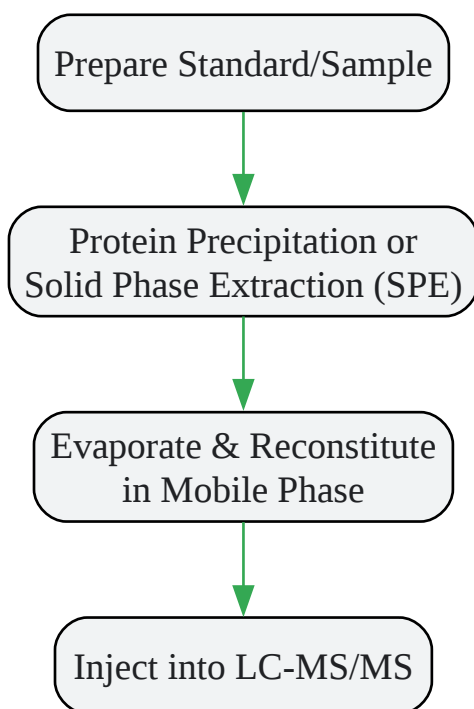 Prepare Standard/Sample
Protein Precipitation or
Solid Phase Extraction (SPE)
Evaporate & Reconstitute
in Mobile Phase
Inject into LC-MS/MS